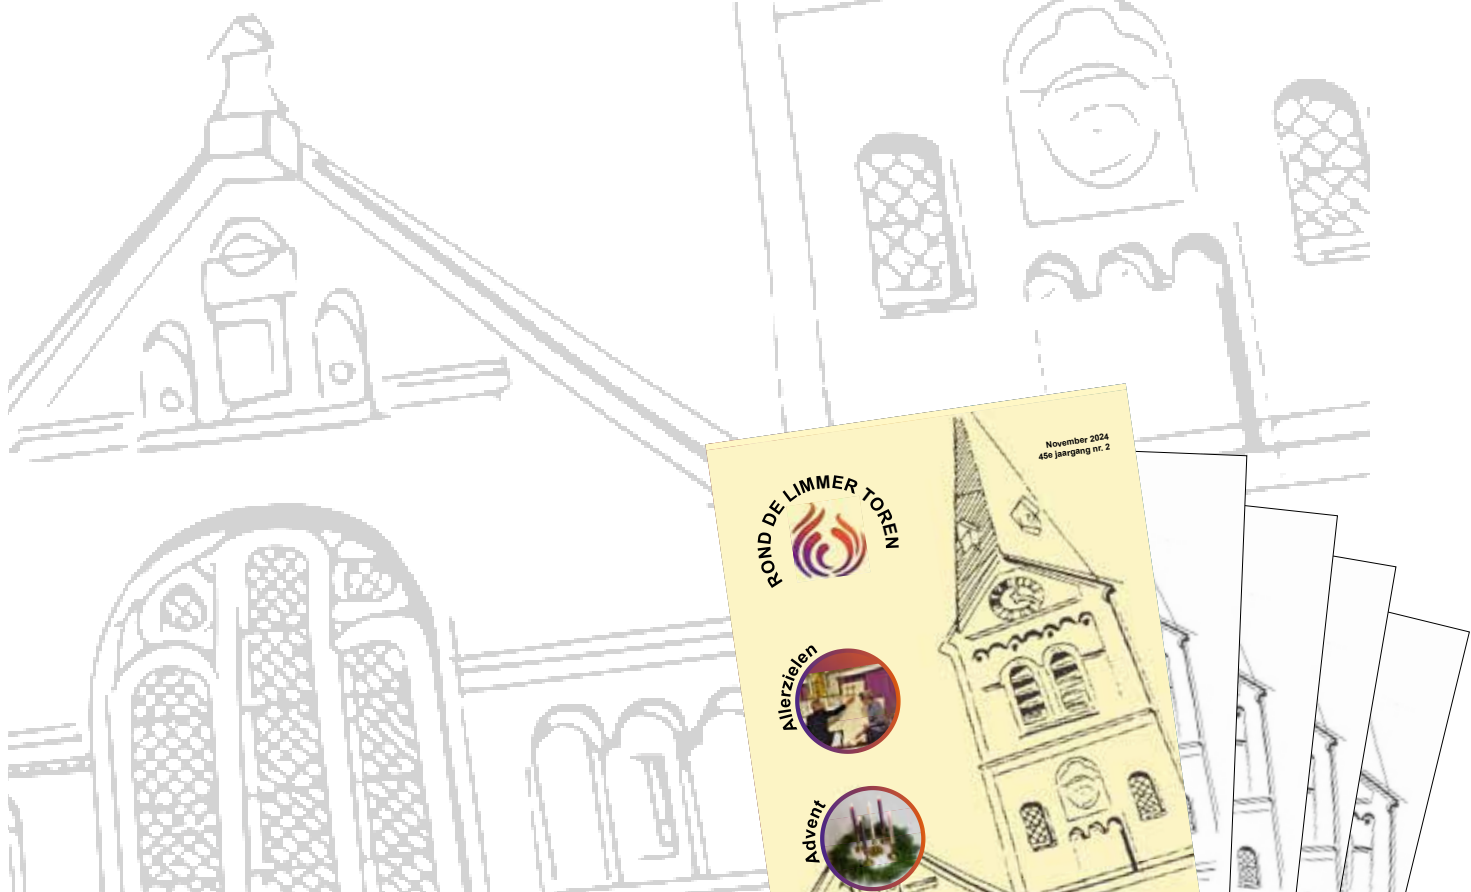 November 2024
45e jaargang nr. 2
ROND DE LIMMER TOREN
Allerzielen
Advent